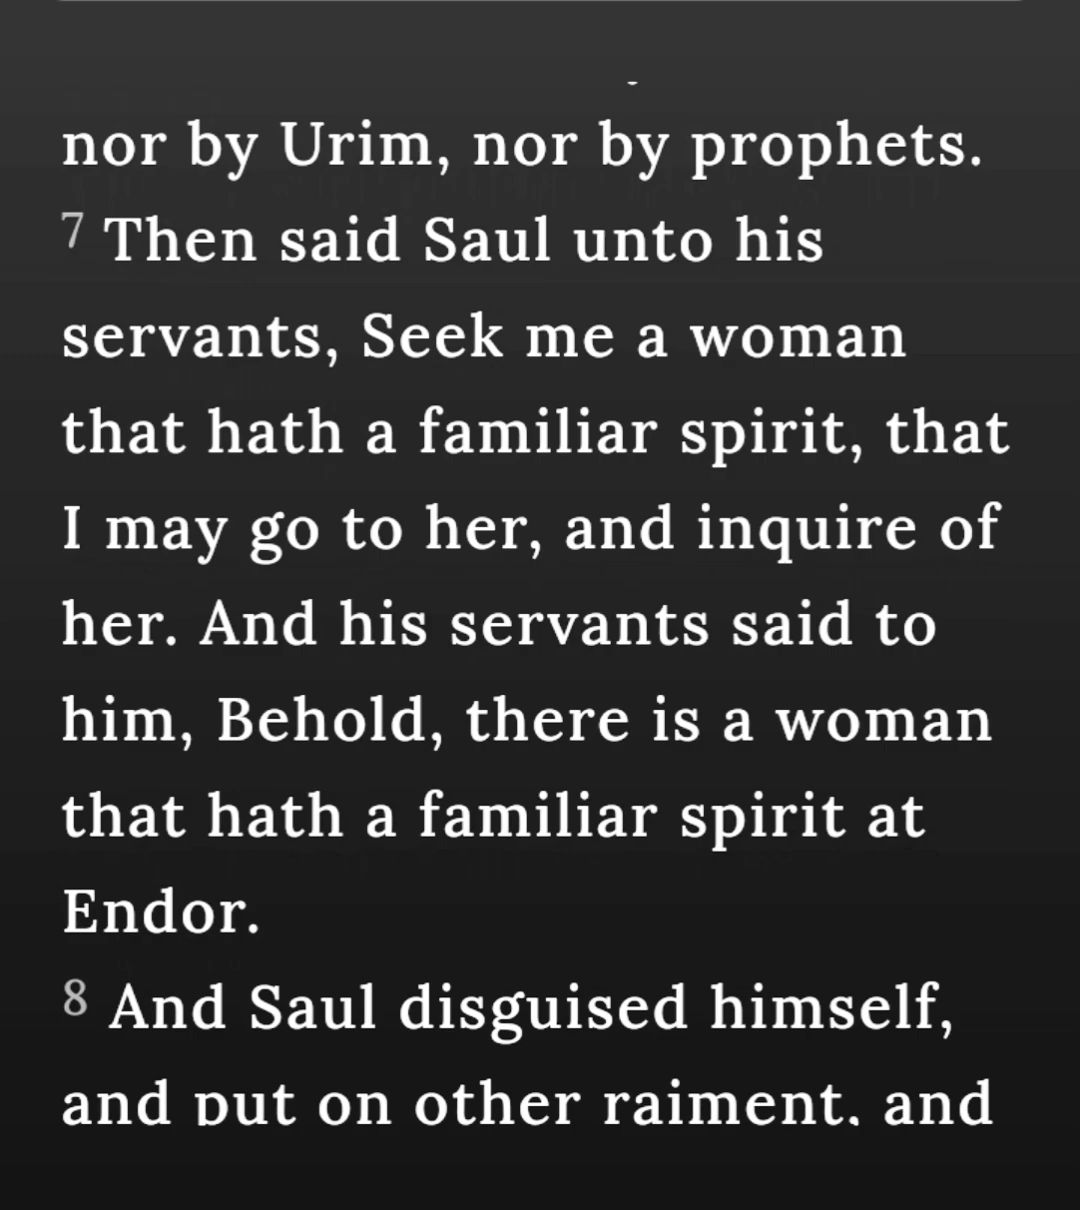 nor by Urim, nor by prophets.
7 Then said Saul unto his
servants, Seek me a woman
that hath a familiar spirit, that
I may go to her, and inquire of
her. And his servants said to
him, Behold, there is a woman
that hath a familiar spirit at
Endor.
8 And Saul disguised himself,
and put on other raiment, and